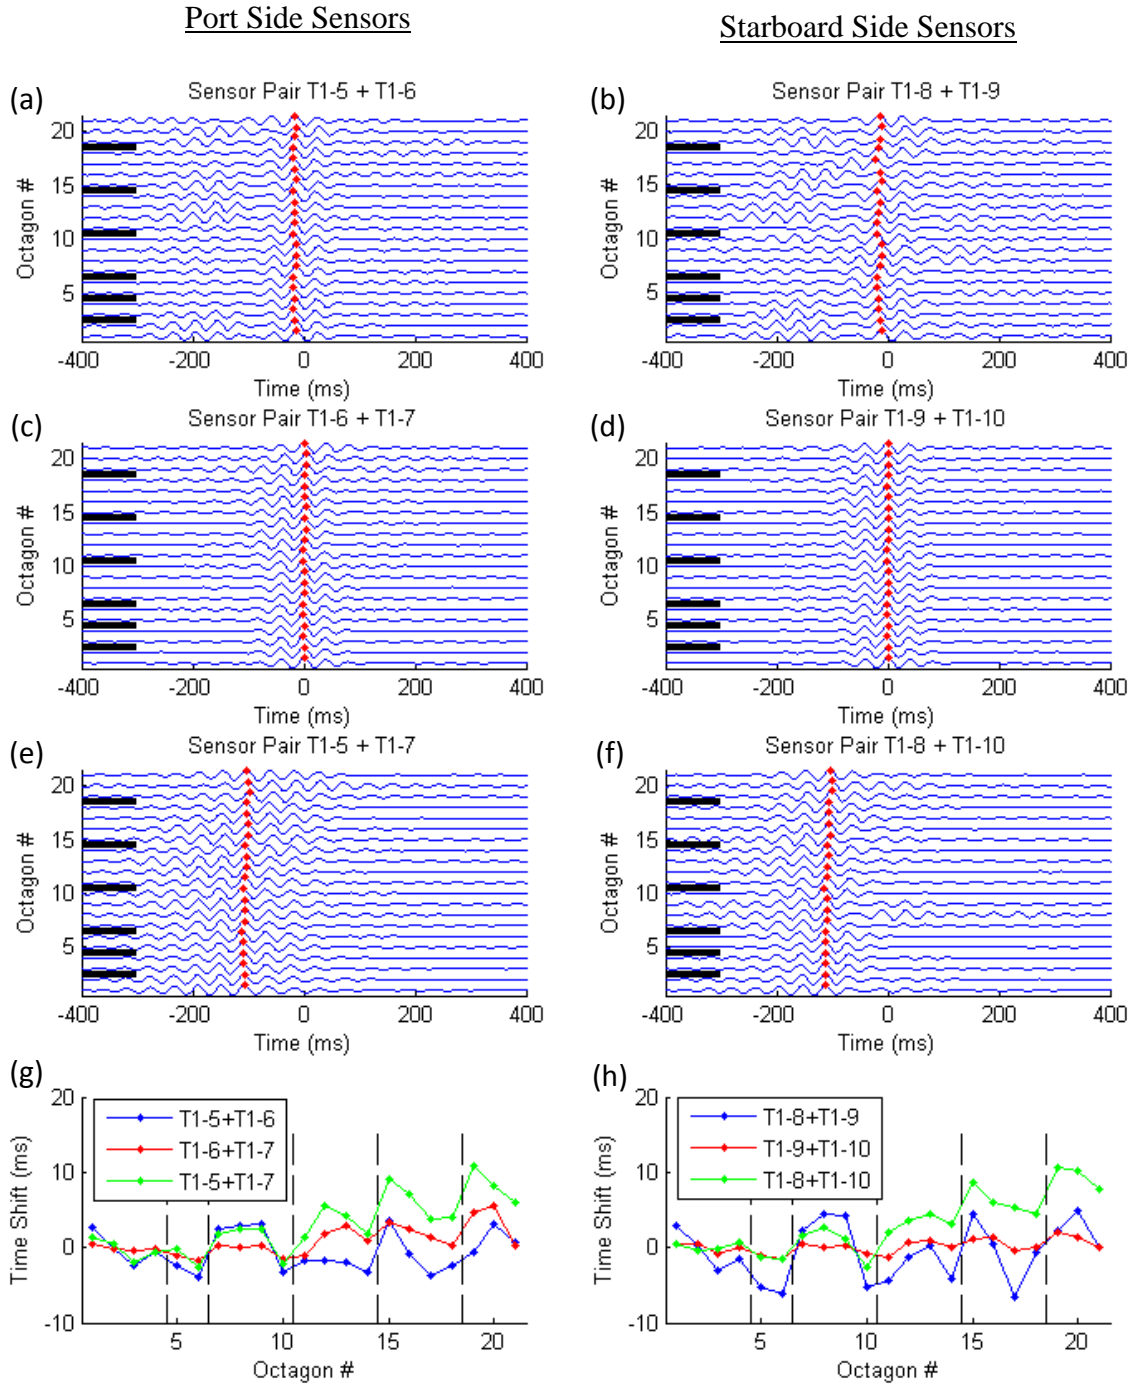 Port Side Sensors
Starboard Side Sensors
(a)
Sensor Pair T1-5 + T1-6
Octagon #
20
15
10
5
-400
-200
0
200
400
Time (ms)
(b)
Sensor Pair T1-8 + T1-9
Octagon #
20
15
10
5
-400
-200
0
200
400
Time (ms)
(c)
Sensor Pair T1-6 + T1-7
Octagon #
20
15
10
5
-400
-200
0
200
400
Time (ms)
(d)
Sensor Pair T1-9 + T1-10
Octagon #
20
15
10
5
-400
-200
0
200
400
Time (ms)
(e)
Sensor Pair T1-5 + T1-7
Octagon #
20
15
10
5
-400
-200
0
200
400
Time (ms)
(f)
Sensor Pair T1-8 + T1-10
Octagon #
20
15
10
5
-400
-200
0
200
400
Time (ms)
(g)
Time Shift (ms)
20
10
0
-10
T1-5+T1-6
T1-6+T1-7
T1-5+T1-7
5
10
15
20
Octagon #
(h)
Time Shift (ms)
20
10
0
-10
T1-8+T1-9
T1-9+T1-10
T1-8+T1-10
5
10
15
20
Octagon #